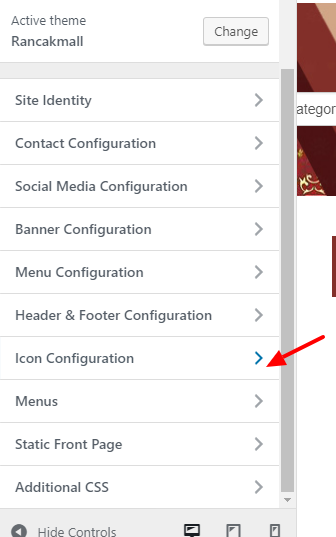 Active theme
Rancakmall
Change
Site Identity
Contact Configuration
Social Media Configuration
Banner Configuration
Menu Configuration
Header & Footer Configuration
Icon Configuration
Menus
Static Front Page
Additional CSS
Hide Controls
ategor